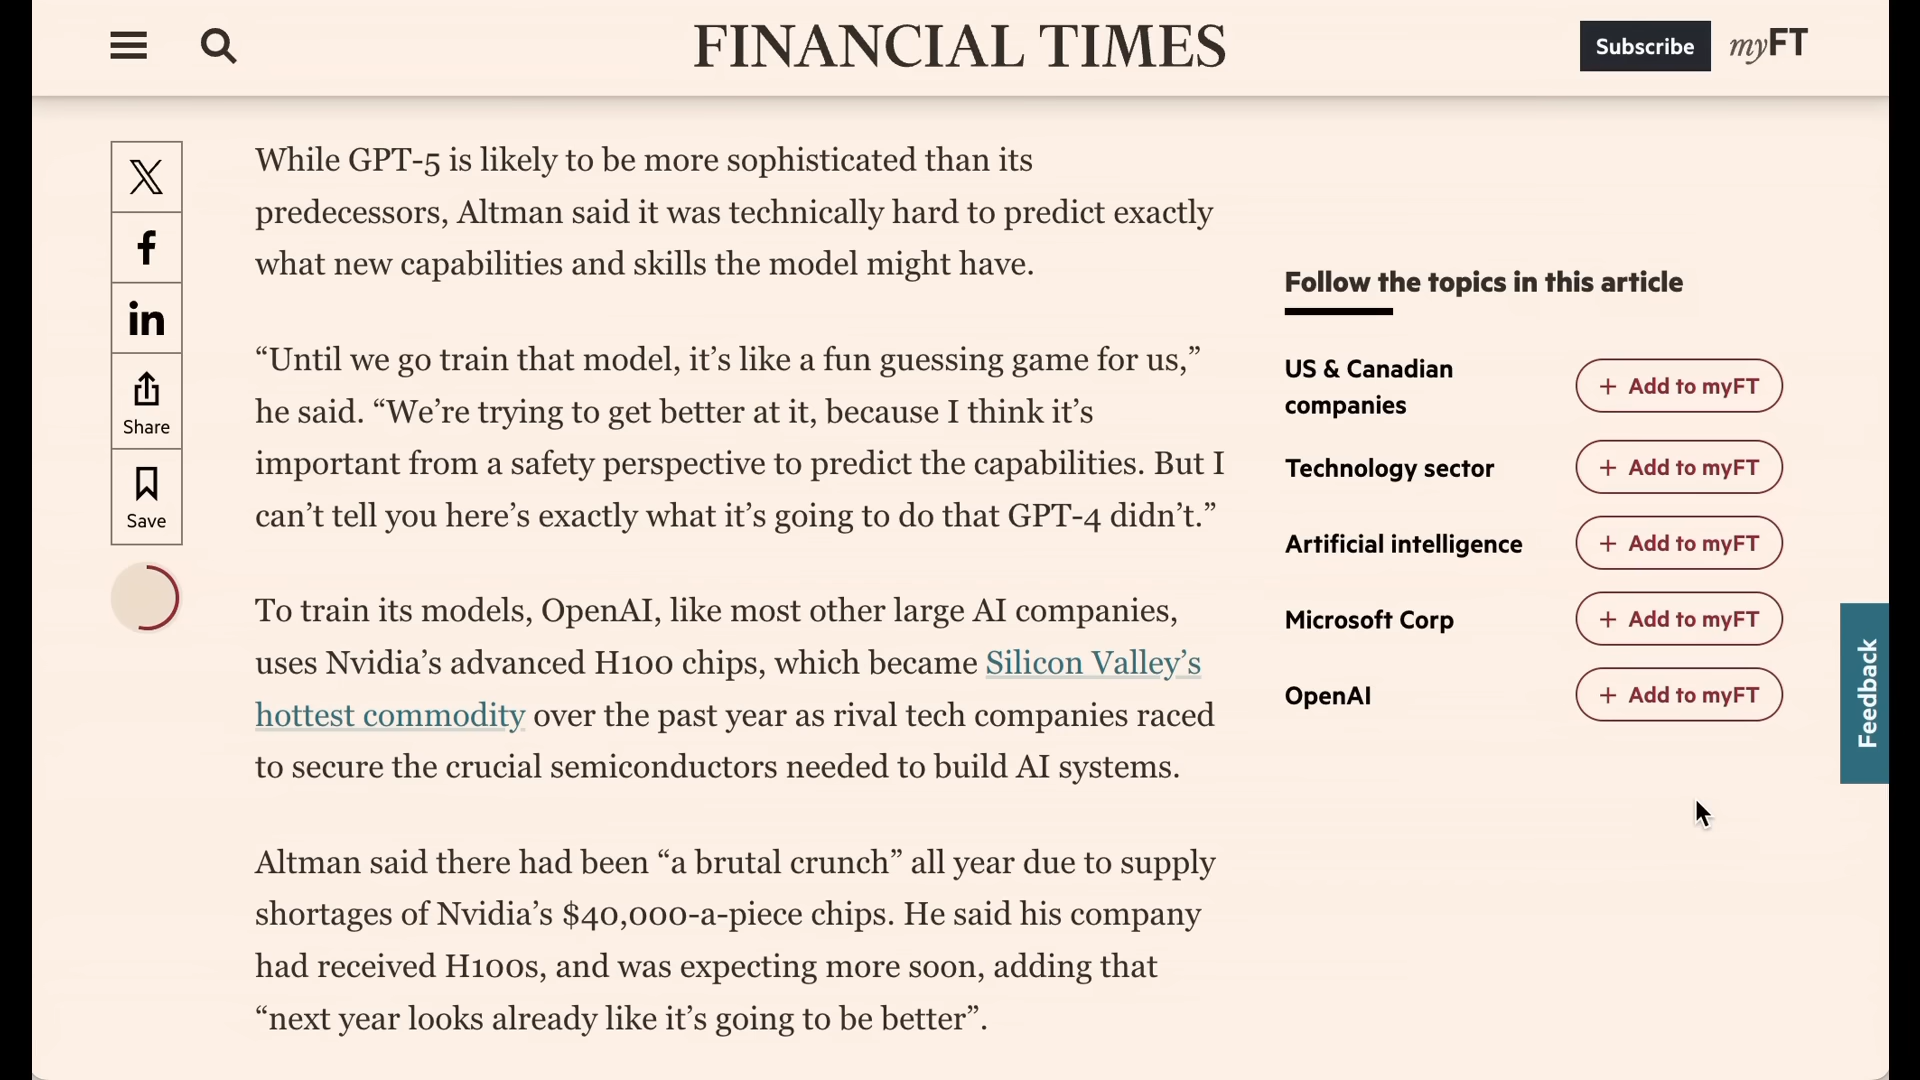 FINANCIAL TIMES
Subscribe
myFT
Share
Save
While GPT-5 is likely to be more sophisticated than its
predecessors, Altman said it was technically hard to predict exactly
what new capabilities and skills the model might have.
“Until we go train that model, it’s like a fun guessing game for us,”
he said. “We’re trying to get better at it, because I think it’s
important from a safety perspective to predict the capabilities. But I
can’t tell you here’s exactly what it’s going to do that GPT-4 didn’t.”
To train its models, OpenAI, like most other large AI companies,
uses Nvidia’s advanced H100 chips, which became Silicon Valley’s
hottest commodity over the past year as rival tech companies raced
to secure the crucial semiconductors needed to build AI systems.
Altman said there had been “a brutal crunch” all year due to supply
shortages of Nvidia’s $40,000-a-piece chips. He said his company
had received H100s, and was expecting more soon, adding that
“next year looks already like it’s going to be better”.
Follow the topics in this article
US & Canadian
companies
+ Add to myFT
Technology sector
+ Add to myFT
Artificial intelligence
+ Add to myFT
Microsoft Corp
+ Add to myFT
OpenAI
+ Add to myFT
Feedback